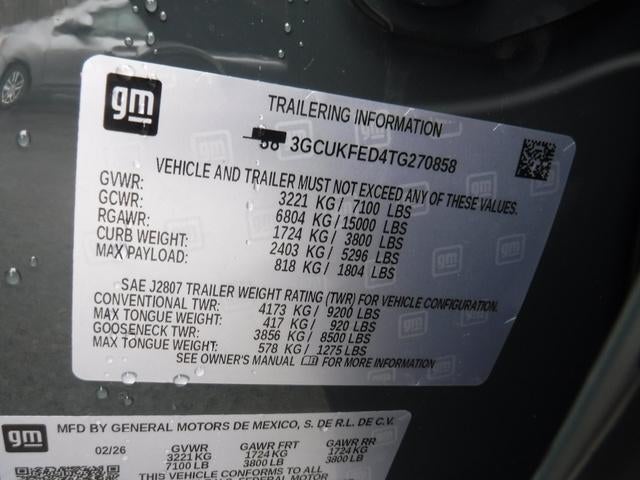 gm
TRAILERING INFORMATION
3GCUKFED4TG270858
VEHICLE AND TRAILER MUST NOT EXCEED ANY OF THESE VALUES.
GVWR: 3221 KG/ 7100 LBS
GCWR: 6804 KG/15000 LBS
RGAWR: 1724 KG/ 3800 LBS
CURB WEIGHT: 2403 KG/ 5296 LBS
MAX PAYLOAD: 818 KG/ 1804 LBS
SAE J2807 TRAILER WEIGHT RATING (TWR) FOR VEHICLE CONFIGURATION.
CONVENTIONAL TWR: 4173 KG/ 9200 LBS
MAX TONGUE WEIGHT: 417 KG/ 920 LBS
GOOSENECK TWR: 3856 KG/ 8500 LBS
MAX TONGUE WEIGHT: 578 KG/ 1275 LBS
SEE OWNER'S MANUAL FOR MORE INFORMATION
gm
MFD BY GENERAL MOTORS DE MEXICO, S. DE R.L. DE C.V.
02/26 GVWR GAWR FRT GAWR RR
3221 KG 1724 KG 1724 KG
7100 LB 3800 LB 3800 LB
THIS VEHICLE CONFORMS TO ALL